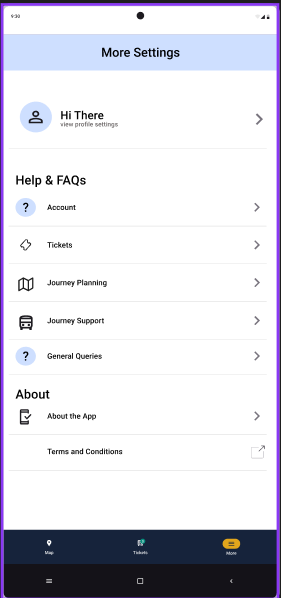 9:30
More Settings
Hi There
view profile settings
Help & FAQs
? Account
Tickets
Journey Planning
Journey Support
? General Queries
About
About the App
Terms and Conditions
Map Tickets More